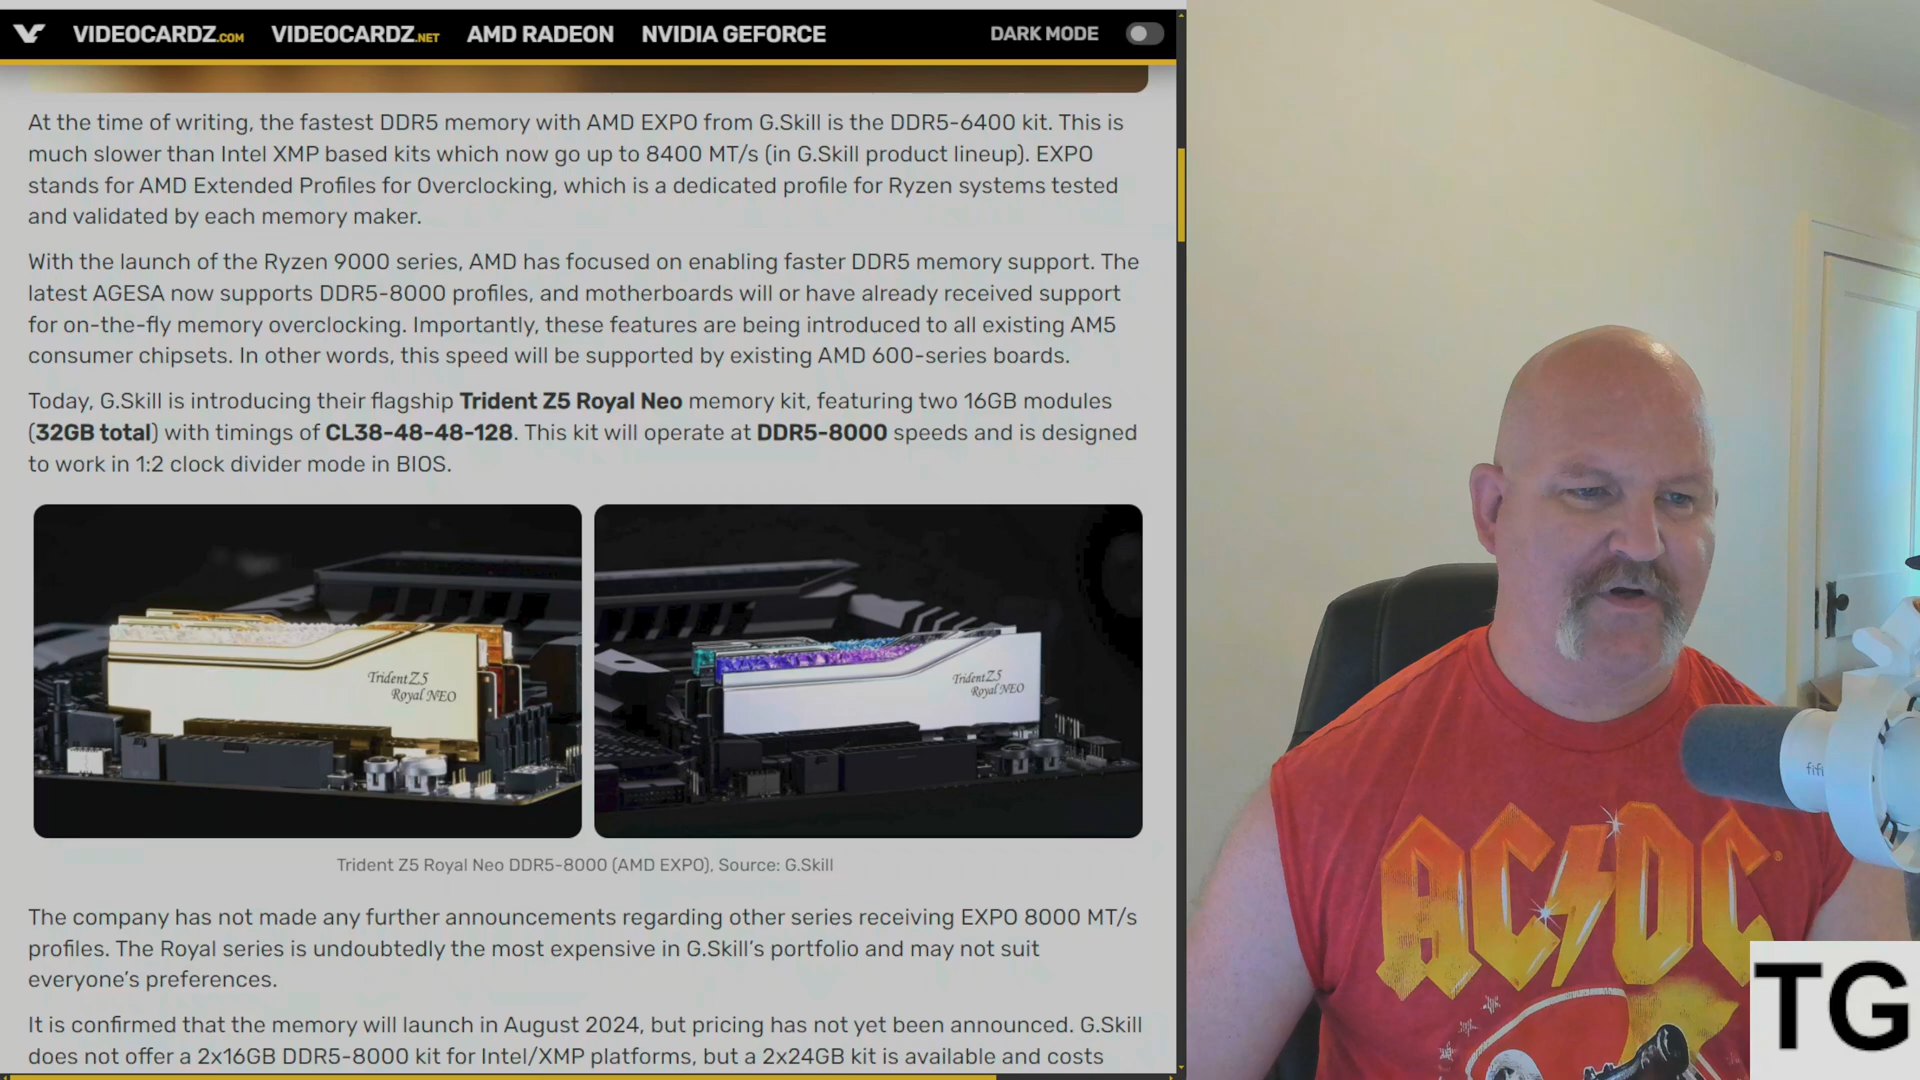 VIDEOCARDZ.COM VIDEOCARDZ.NET AMD RADEON NVIDIA GEFORCE DARK MODE
At the time of writing, the fastest DDR5 memory with AMD EXPO from G.Skill is the DDR5-6400 kit. This is
much slower than Intel XMP based kits which now go up to 8400 MT/s (in G.Skill product lineup). EXPO
stands for AMD Extended Profiles for Overclocking, which is a dedicated profile for Ryzen systems tested
and validated by each memory maker.
With the launch of the Ryzen 9000 series, AMD has focused on enabling faster DDR5 memory support. The
latest AGESA now supports DDR5-8000 profiles, and motherboards will or have already received support
for on-the-fly memory overclocking. Importantly, these features are being introduced to all existing AM5
consumer chipsets. In other words, this speed will be supported by existing AMD 600-series boards.
Today, G.Skill is introducing their flagship Trident Z5 Royal Neo memory kit, featuring two 16GB modules
(32GB total) with timings of CL38-48-48-128. This kit will operate at DDR5-8000 speeds and is designed
to work in 1:2 clock divider mode in BIOS.
Trident Z5
Royal NEO
Trident Z5
Royal NEO
Trident Z5 Royal Neo DDR5-8000 (AMD EXPO), Source: G.Skill
The company has not made any further announcements regarding other series receiving EXPO 8000 MT/s
profiles. The Royal series is undoubtedly the most expensive in G.Skill's portfolio and may not suit
everyone's preferences.
It is confirmed that the memory will launch in August 2024, but pricing has not yet been announced. G.Skill
does not offer a 2x16GB DDR5-8000 kit for Intel/XMP platforms, but a 2x24GB kit is available and costs
fifi
AC DC
TG